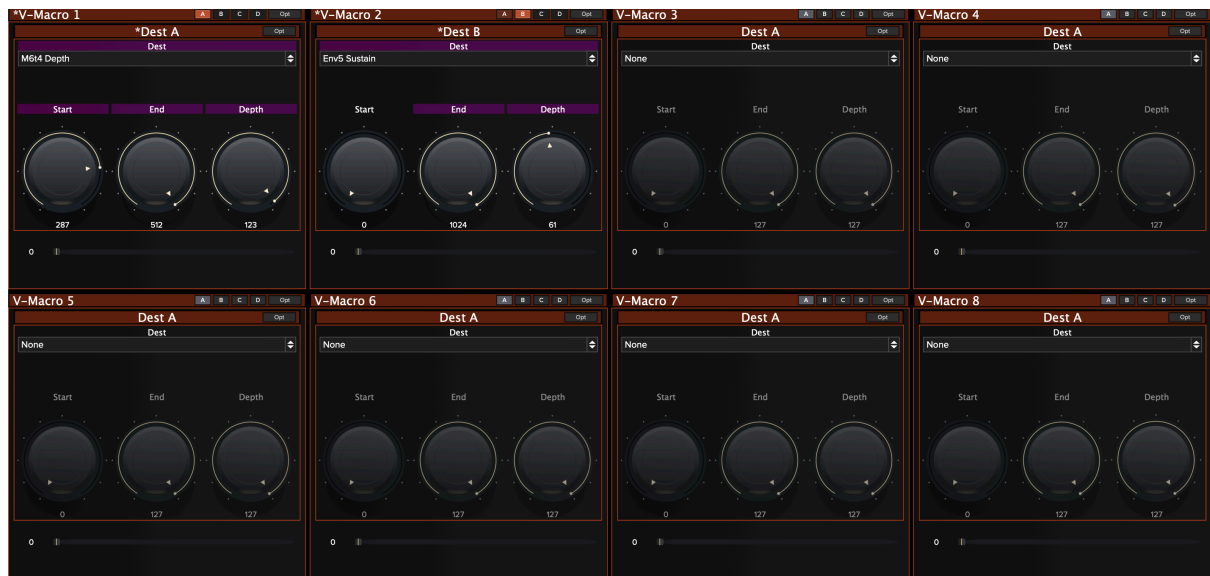 *V-Macro 1 A B C D Opt *V-Macro 2 A B C D Opt V-Macro 3 A B C D Opt V-Macro 4 A B C D Opt
*Dest A Opt *Dest B Opt Dest A Opt Dest A Opt
Dest Dest Dest Dest
M6t4 Depth Env5 Sustain None None
Start End Depth Start End Depth Start End Depth Start End Depth
287 512 123 0 1024 61 0 127 127 0 127 127
0 0 0 0
V-Macro 5 A B C D Opt V-Macro 6 A B C D Opt V-Macro 7 A B C D Opt V-Macro 8 A B C D Opt
Dest A Opt Dest A Opt Dest A Opt Dest A Opt
Dest Dest Dest Dest
None None None None
Start End Depth Start End Depth Start End Depth Start End Depth
0 127 127 0 127 127 0 127 127 0 127 127
0 0 0 0